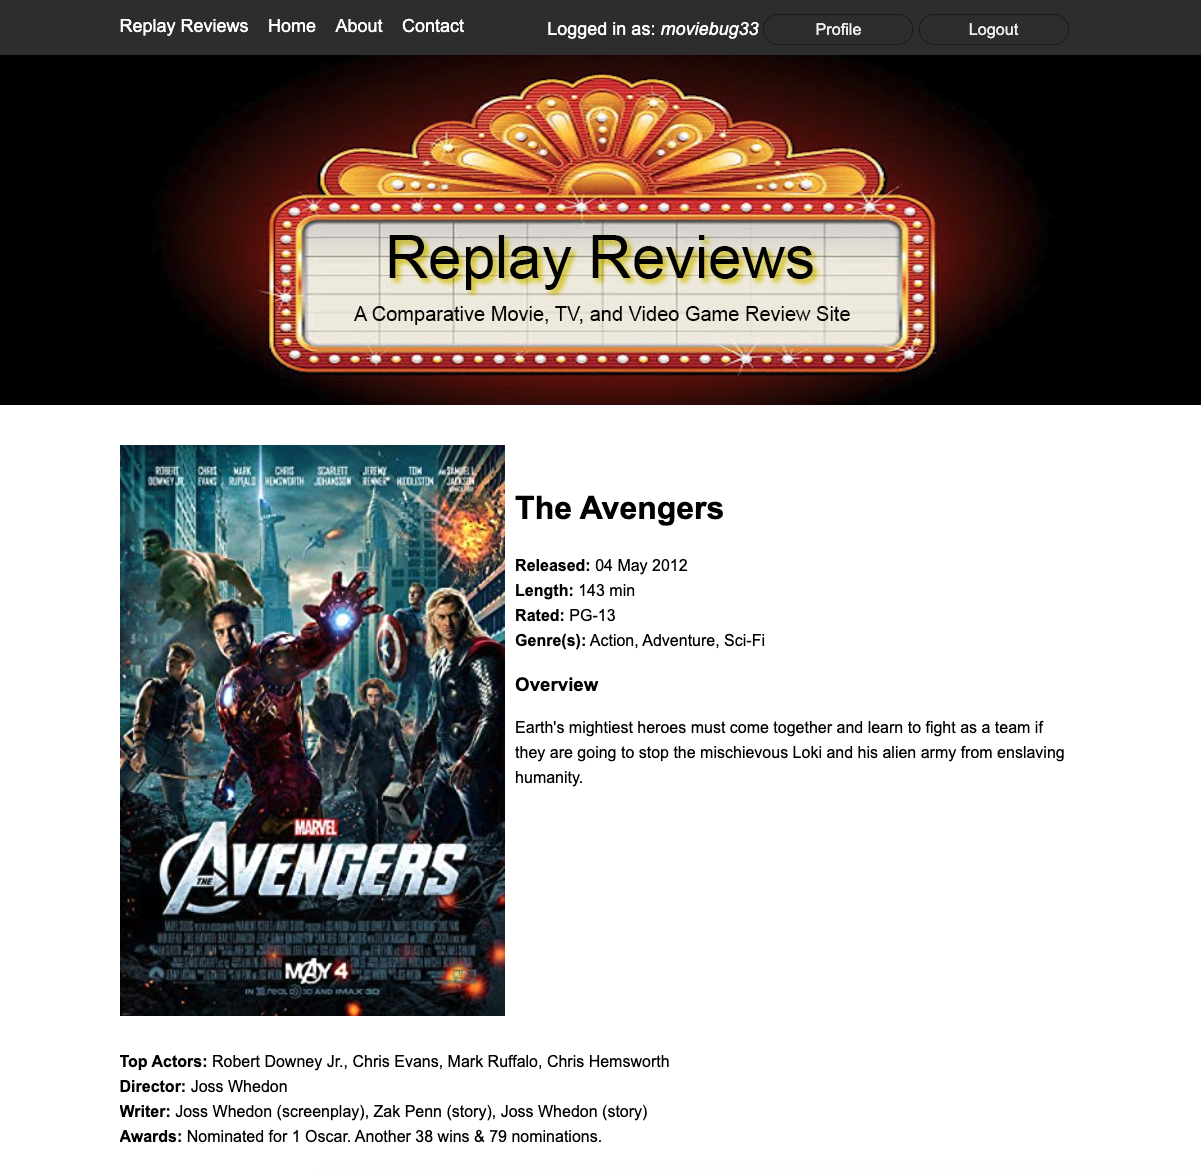 Replay Reviews Home About Contact Logged in as: moviebug33 Profile Logout
Replay Reviews
A Comparative Movie, TV, and Video Game Review Site
ROBERT DOWNEY JR. CHRIS EVANS MARK RUFFALO CHRIS HEMSWORTH SCARLETT JOHANSSON JEREMY RENNER TOM HIDDLESTON AND SAMUEL L. JACKSON
The Avengers
Released: 04 May 2012
Length: 143 min
Rated: PG-13
Genre(s): Action, Adventure, Sci-Fi
Overview
Earth's mightiest heroes must come together and learn to fight as a team if
they are going to stop the mischievous Loki and his alien army from enslaving
humanity.
MARVEL
THE AVENGERS
MAY 4
IN REAL D 3D AND IMAX 3D
Top Actors: Robert Downey Jr., Chris Evans, Mark Ruffalo, Chris Hemsworth
Director: Joss Whedon
Writer: Joss Whedon (screenplay), Zak Penn (story), Joss Whedon (story)
Awards: Nominated for 1 Oscar. Another 38 wins & 79 nominations.